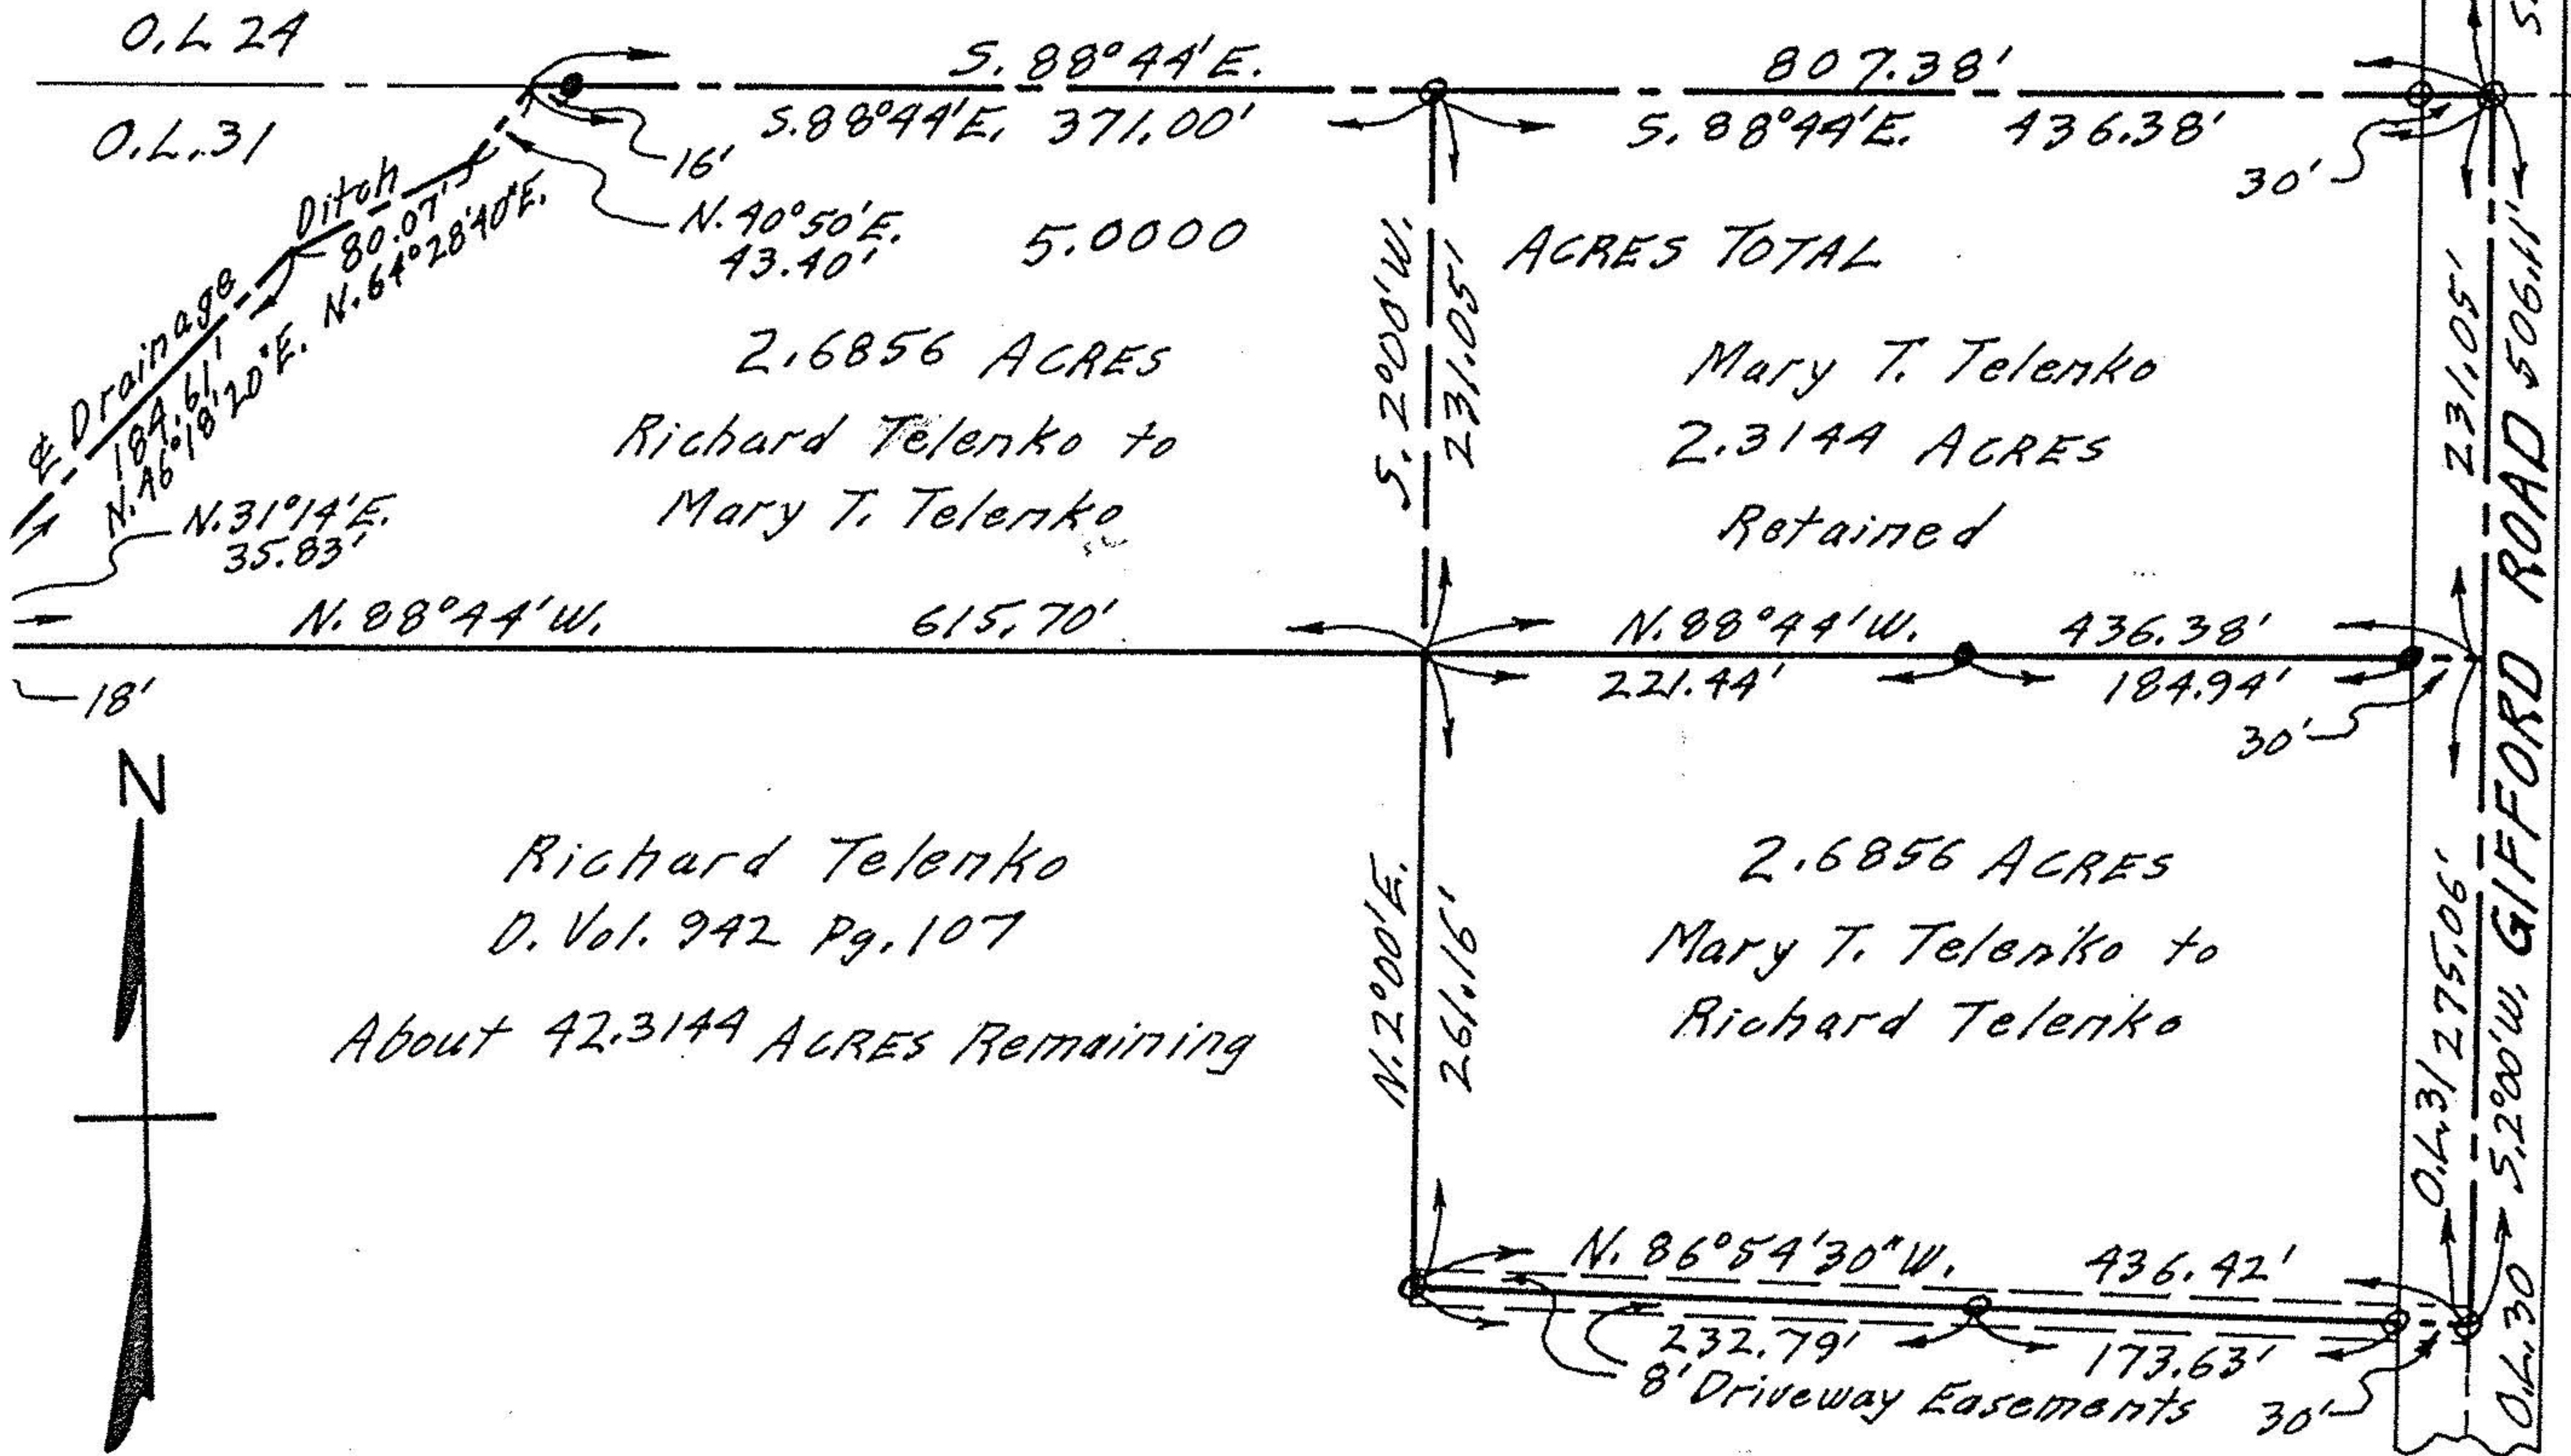 O.L. 24
S. 88°44'E.
807.38'
S.
O.L. 31
S. 88°44'E. 371.00'
S. 88°44'E. 436.38'
16'
30'
Ditch
80.07'
N. 64°28'40"E.
N. 40°50'E.
43.40'
5.0000
ACRES TOTAL
℄ Drainage
184.61'
N. 46°18'20"E.
2.6856 ACRES
Richard Telenko to
Mary T. Telenko
S. 2°00'W.
231.05'
Mary T. Telenko
2.3144 ACRES
Retained
231.05'
N. 31°14'E.
35.83'
N. 88°44'W. 615.70'
N. 88°44'W. 436.38'
18'
221.44'
184.94'
30'
N
Richard Telenko
D. Vol. 942 Pg. 107
About 42.3144 ACRES Remaining
N. 2°00'E.
261.16'
2.6856 ACRES
Mary T. Telenko to
Richard Telenko
O.L. 31 275.06'
O.L. 30 S. 2°00'W. GIFFORD ROAD 506.11'
N. 86°54'30"W. 436.42'
232.79'
173.63'
8' Driveway Easements
30'